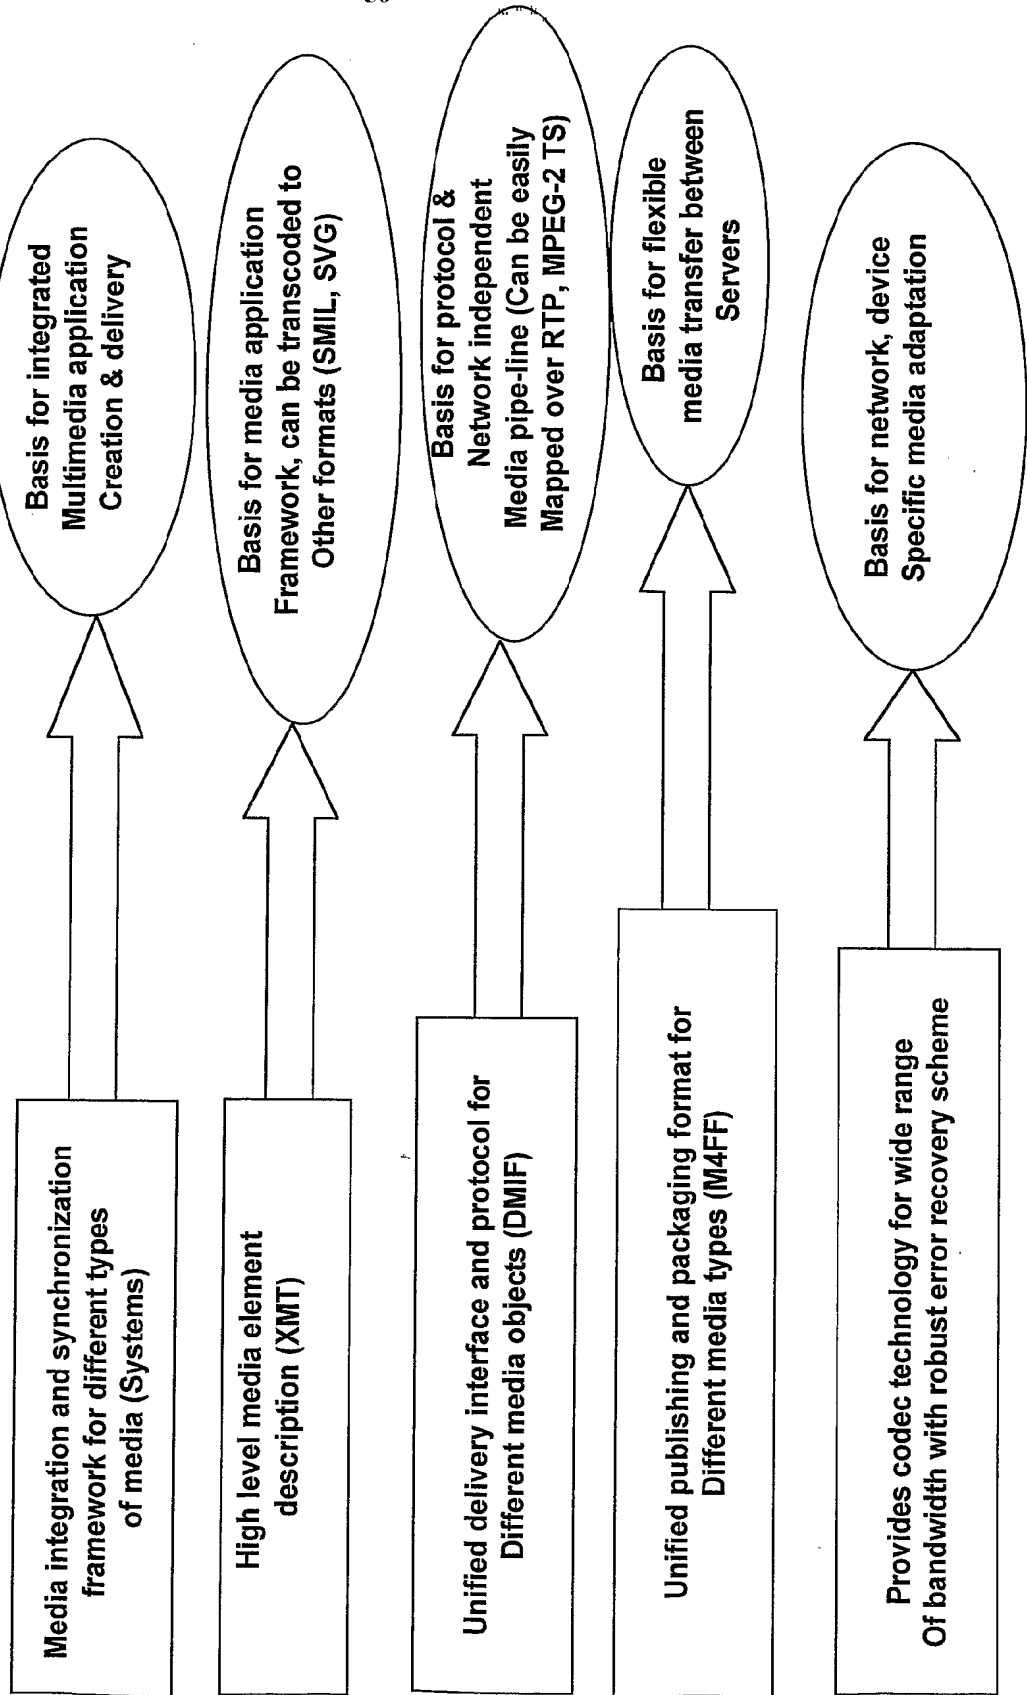 Media integration and synchronization
framework for different types
of media (Systems)
Basis for integrated
Multimedia application
Creation & delivery
High level media element
description (XMT)
Basis for media application
Framework, can be transcoded to
Other formats (SMIL, SVG)
Unified delivery interface and protocol for
Different media objects (DMIF)
Basis for protocol &
Network independent
Media pipe-line (Can be easily
Mapped over RTP, MPEG-2 TS)
Unified publishing and packaging format for
Different media types (M4FF)
Basis for flexible
media transfer between
Servers
Provides codec technology for wide range
Of bandwidth with robust error recovery scheme
Basis for network, device
Specific media adaptation